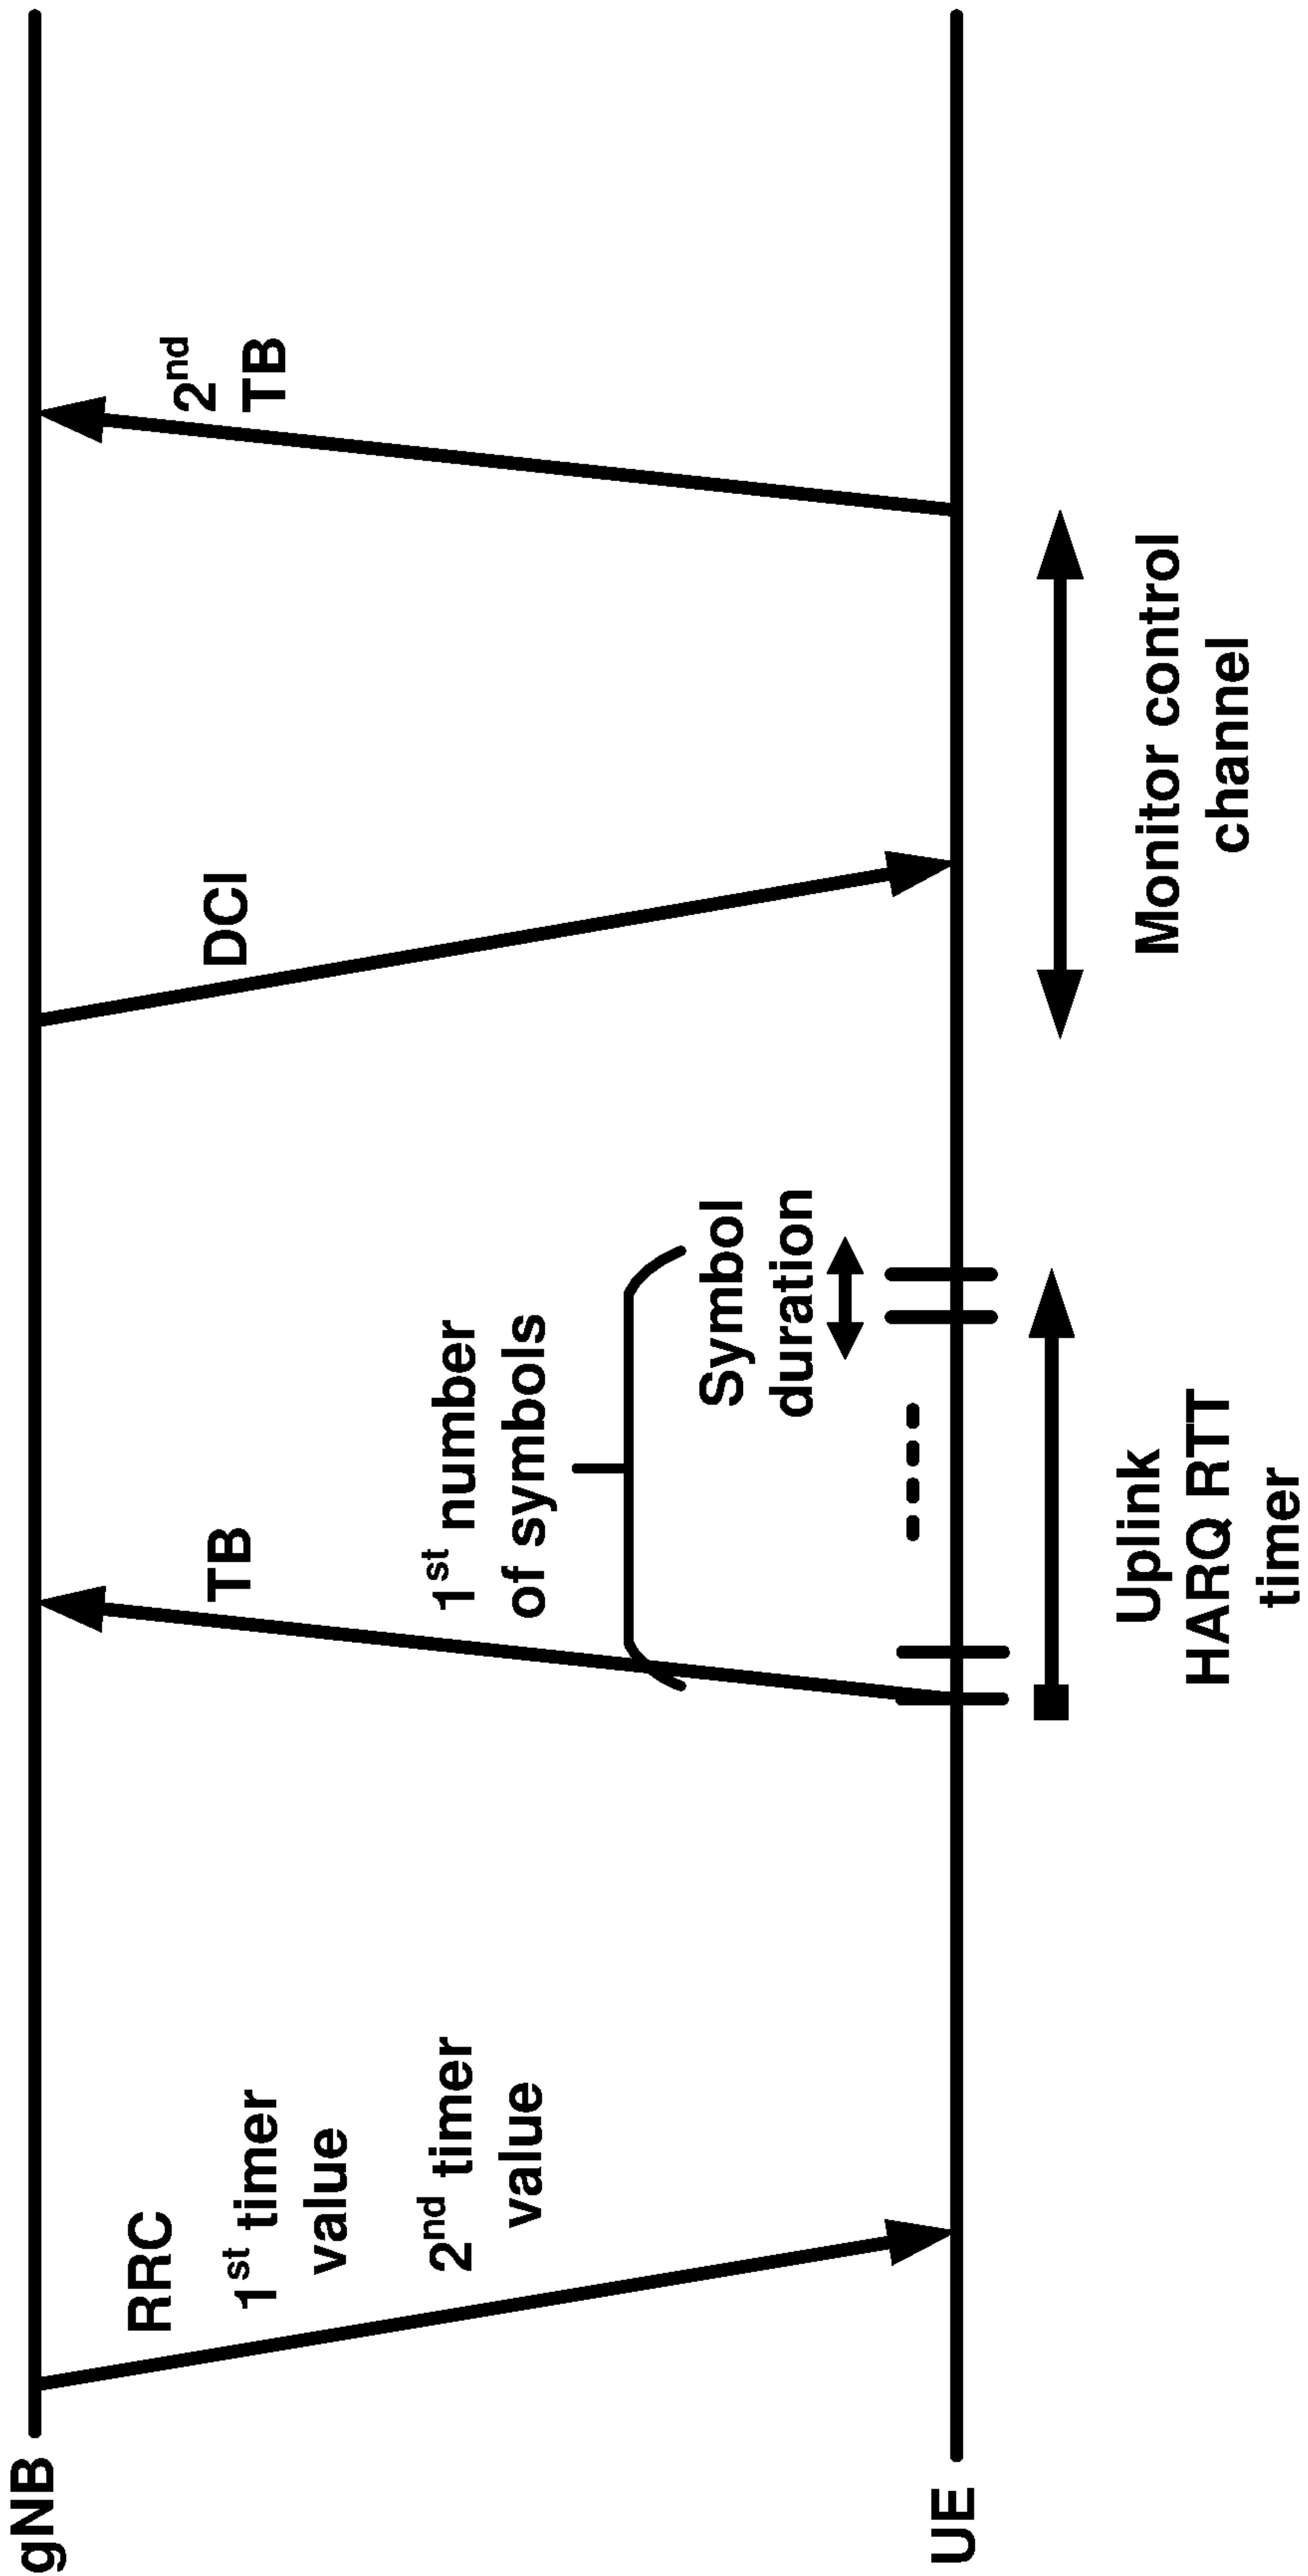 gNB
RRC
1st timer
value
2nd timer
value
TB
1st number
of symbols
Symbol
duration
DCI
2nd
TB
UE
Uplink
HARQ RTT
timer
Monitor control
channel